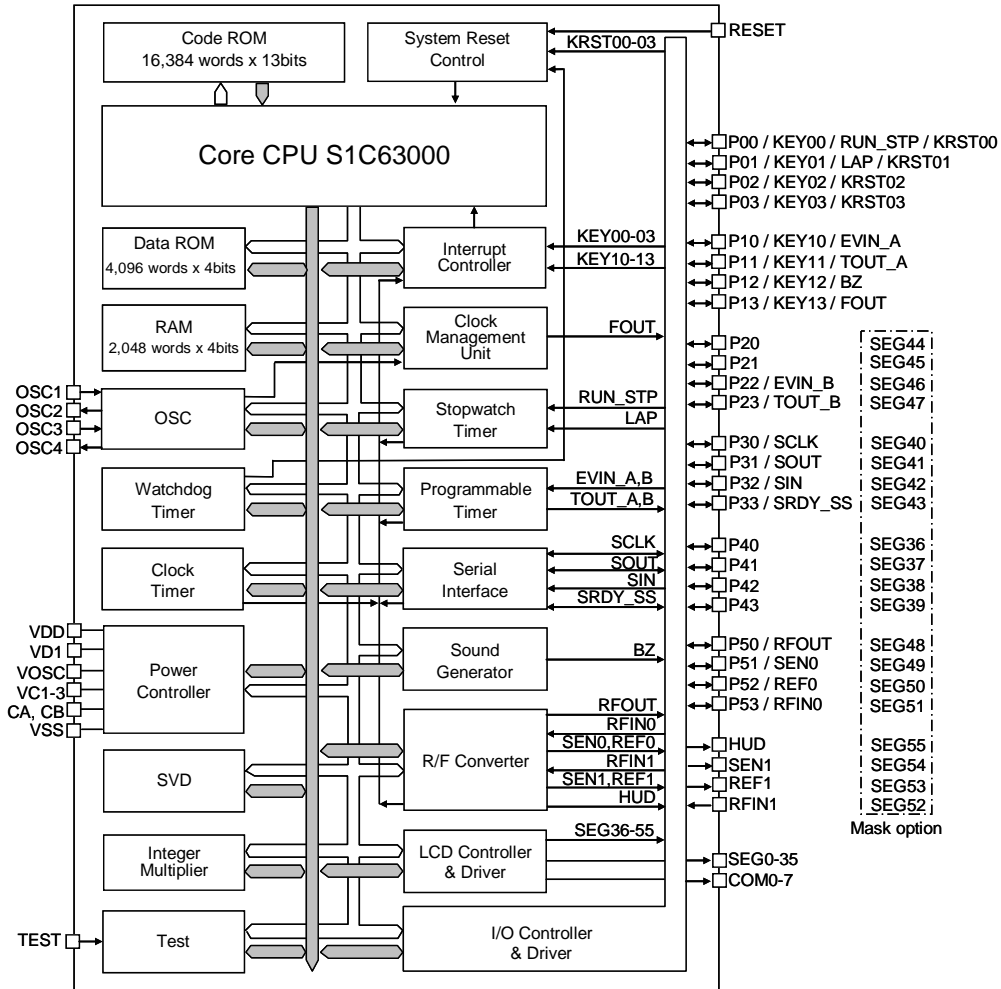 Code ROM
16,384 words x 13bits
System Reset
Control
KRST00-03
RESET
Core CPU S1C63000
P00 / KEY00 / RUN_STP / KRST00
P01 / KEY01 / LAP / KRST01
P02 / KEY02 / KRST02
P03 / KEY03 / KRST03
Data ROM
4,096 words x 4bits
Interrupt
Controller
KEY00-03
KEY10-13
P10 / KEY10 / EVIN_A
P11 / KEY11 / TOUT_A
P12 / KEY12 / BZ
P13 / KEY13 / FOUT
RAM
2,048 words x 4bits
Clock
Management
Unit
FOUT
P20 SEG44
P21 SEG45
P22 / EVIN_B SEG46
P23 / TOUT_B SEG47
OSC1
OSC2
OSC3
OSC4
OSC
Stopwatch
Timer
RUN_STP
LAP
P30 / SCLK SEG40
P31 / SOUT SEG41
P32 / SIN SEG42
P33 / SRDY_SS SEG43
Watchdog
Timer
Programmable
Timer
EVIN_A,B
TOUT_A,B
Clock
Timer
Serial
Interface
SCLK
SOUT
SIN
SRDY_SS
P40 SEG36
P41 SEG37
P42 SEG38
P43 SEG39
VDD
VD1
VOSC
VC1-3
CA, CB
VSS
Power
Controller
Sound
Generator
BZ
P50 / RFOUT SEG48
P51 / SEN0 SEG49
P52 / REF0 SEG50
P53 / RFIN0 SEG51
SVD
R/F Converter
RFOUT
RFIN0
SEN0,REF0
RFIN1
SEN1,REF1
HUD
HUD SEG55
SEN1 SEG54
REF1 SEG53
RFIN1 SEG52
Mask option
Integer
Multiplier
LCD Controller
& Driver
SEG36-55
SEG0-35
COM0-7
TEST
Test
I/O Controller
& Driver